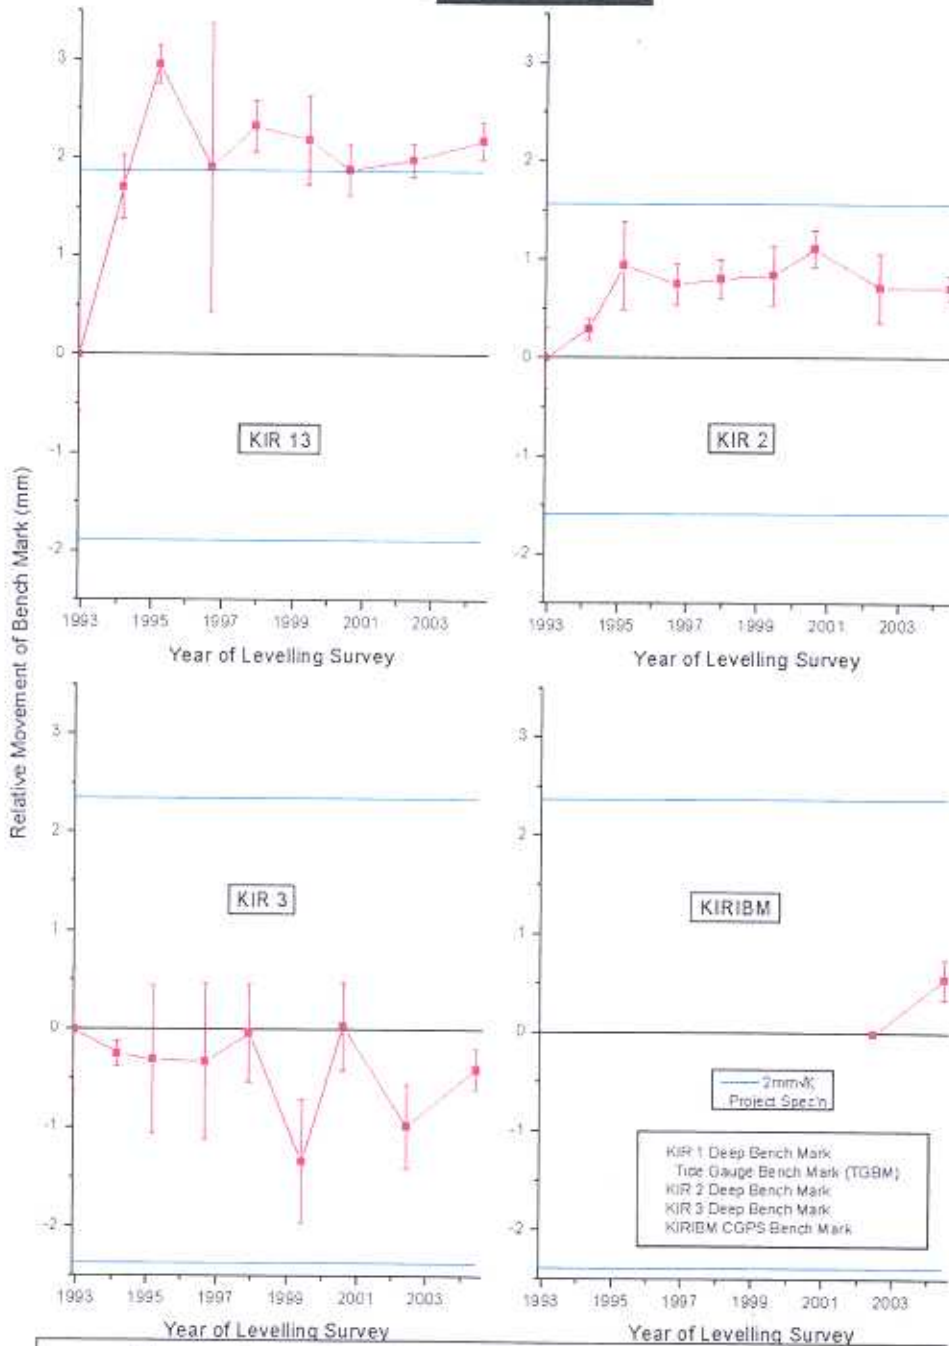 3
2
1
0
-1
-2
KIR 13
1993 1995 1997 1999 2001 2003
Year of Levelling Survey
3
2
1
0
-1
-2
KIR 2
1993 1995 1997 1999 2001 2003
Year of Levelling Survey
Relative Movement of Bench Mark (mm)
3
2
1
0
-1
-2
KIR 3
1993 1995 1997 1999 2001 2003
Year of Levelling Survey
3
2
1
0
-1
-2
KIRIBM
2mm√K
Project Spec'n
KIR 1 Deep Bench Mark
Tide Gauge Bench Mark (TGBM)
KIR 2 Deep Bench Mark
KIR 3 Deep Bench Mark
KIRIBM CGPS Bench Mark
1993 1995 1997 1999 2001 2003
Year of Levelling Survey